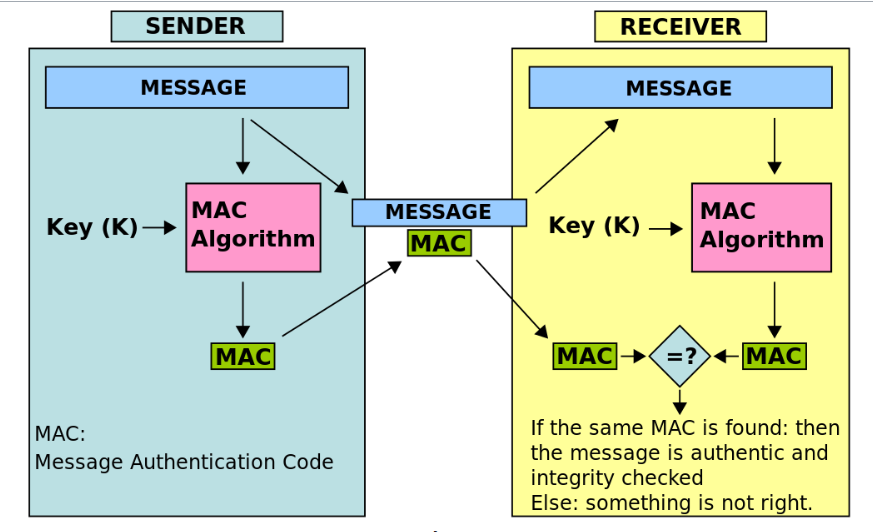 SENDER
RECEIVER
MESSAGE
MESSAGE
MESSAGE
MAC
Key (K)
MAC
Algorithm
Key (K)
MAC
Algorithm
MAC
MAC
=?
MAC
MAC:
Message Authentication Code
If the same MAC is found: then
the message is authentic and
integrity checked
Else: something is not right.